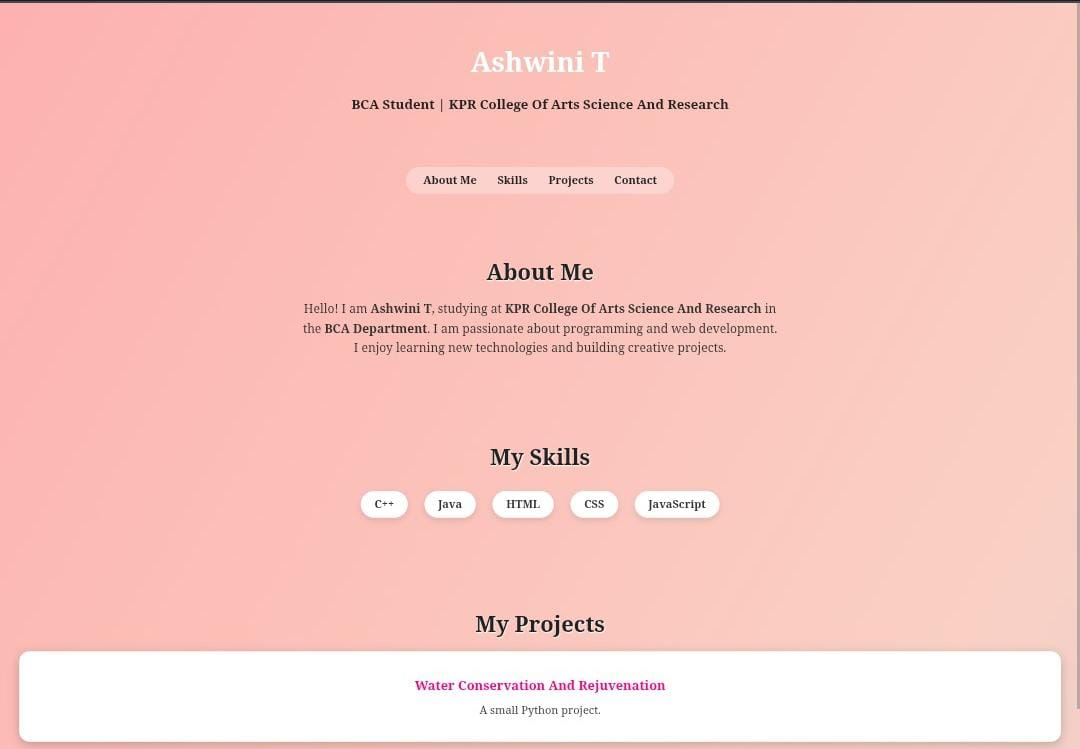 Ashwini T
BCA Student | KPR College Of Arts Science And Research
About Me Skills Projects Contact
About Me
Hello! I am Ashwini T, studying at KPR College Of Arts Science And Research in
the BCA Department. I am passionate about programming and web development.
I enjoy learning new technologies and building creative projects.
My Skills
C++ Java HTML CSS JavaScript
My Projects
Water Conservation And Rejuvenation
A small Python project.